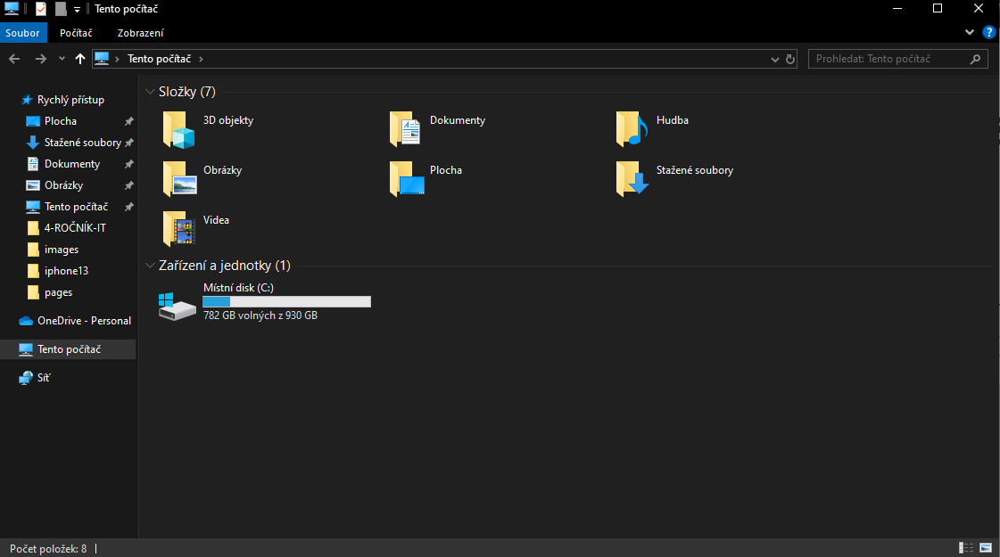 Tento počítač
Soubor Počítač Zobrazení
Tento počítač
Prohledat: Tento počítač
Rychlý přístup
Plocha
Stažené soubory
Dokumenty
Obrázky
Tento počítač
4-ROČNÍK-IT
images
iphone13
pages
OneDrive - Personal
Tento počítač
Síť
Složky (7)
3D objekty
Dokumenty
Hudba
Obrázky
Plocha
Stažené soubory
Videa
Zařízení a jednotky (1)
Místní disk (C:)
782 GB volných z 930 GB
Počet položek: 8